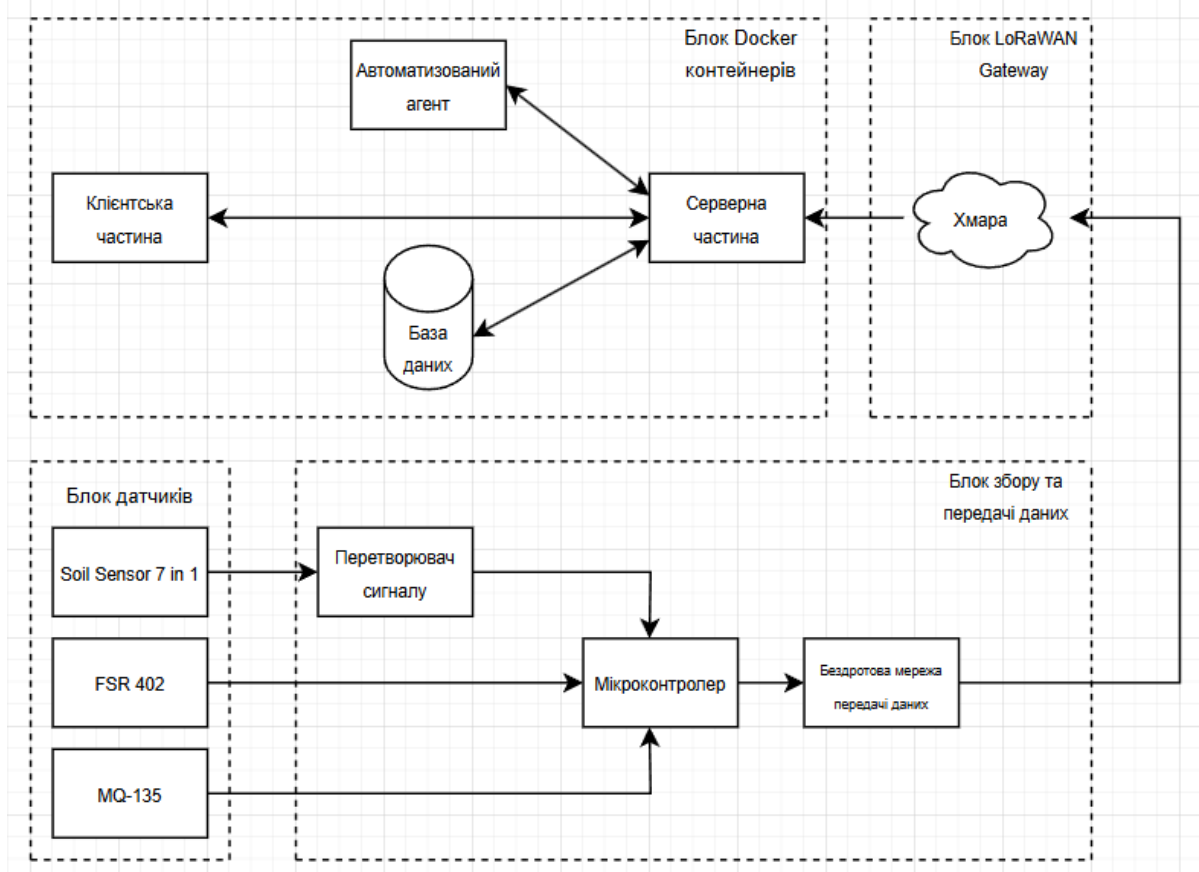 Блок Docker
контейнерів
Блок LoRaWAN
Gateway
Автоматизований
агент
Клієнтська
частина
Серверна
частина
Хмара
База
даних
Блок датчиків
Блок збору та
передачі даних
Soil Sensor 7 in 1
Перетворювач
сигналу
FSR 402
Мікроконтролер
Бездротова мережа
передачі даних
MQ-135